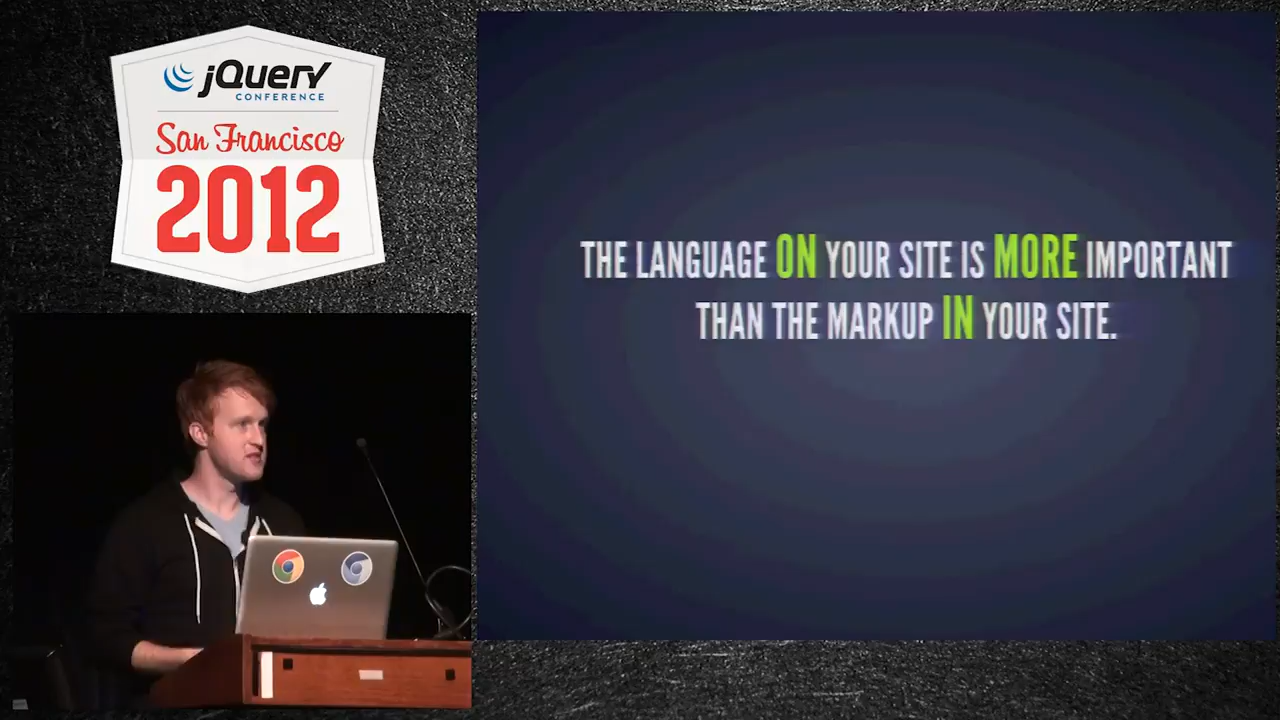 jQuery
CONFERENCE
San Francisco
2012
THE LANGUAGE ON YOUR SITE IS MORE IMPORTANT
THAN THE MARKUP IN YOUR SITE.